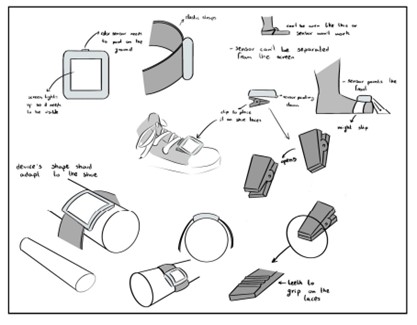 color sensor needs
to point on the
ground
elastic straps
screen lights
up so it needs
to be visible
can't be worn like this or
sensor won't work
- sensor can't be separated
from the screen
sensor pointing
down
clip to place
it on shoe laces
- sensor points the
foot
might slip
opens
device's shape should
adapt to the shoe
teeth to
grip on the
laces